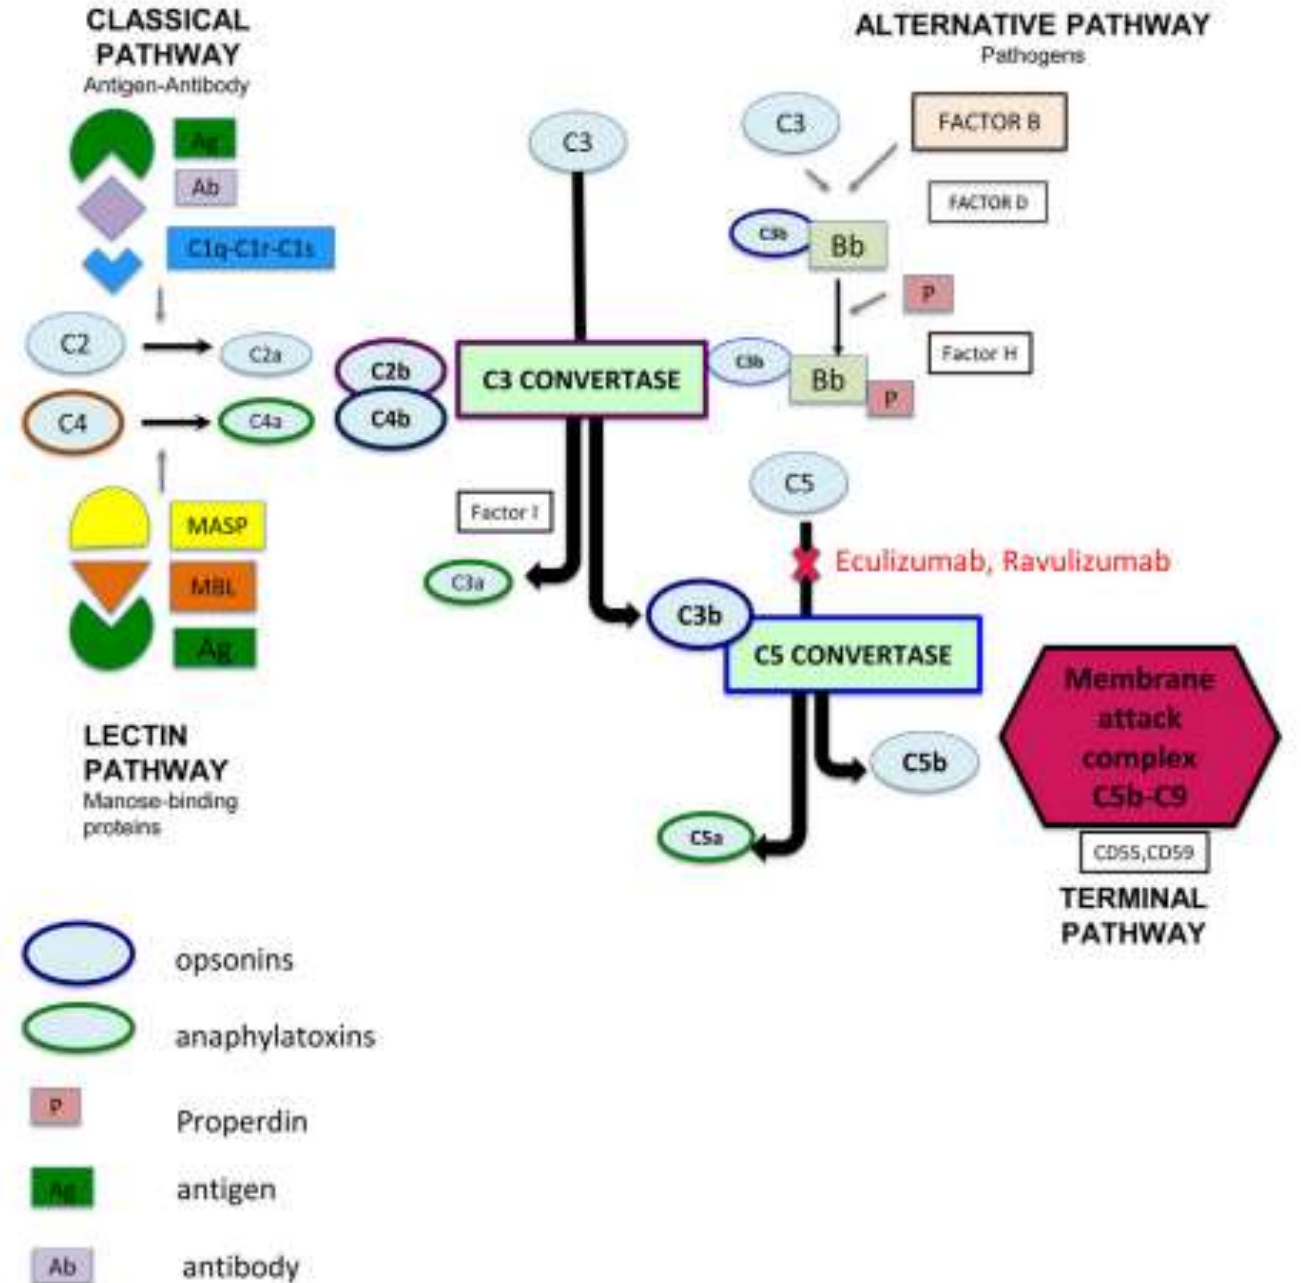 CLASSICAL
PATHWAY
Antigen-Antibody
Ag
Ab
C1q-C1r-C1s
C2
C2a
C4
C4a
C2b
C4b
MASP
MBL
Ag
LECTIN
PATHWAY
Manose-binding
proteins
C3
C3 CONVERTASE
Factor I
C3a
ALTERNATIVE PATHWAY
Pathogens
C3
FACTOR B
FACTOR D
C3b
Bb
P
Factor H
C3b
Bb
P
C5
Eculizumab, Ravulizumab
C3b
C5 CONVERTASE
C5b
C5a
Membrane
attack
complex
C5b-C9
CD55,CD59
TERMINAL
PATHWAY
opsonins
anaphylatoxins
P
Properdin
Ag
antigen
Ab
antibody